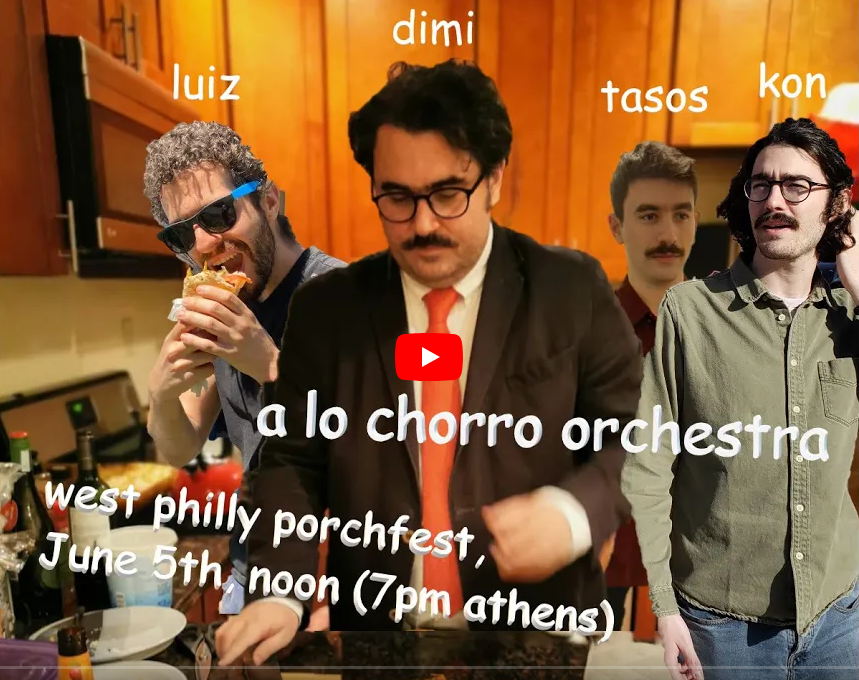 dimi
luiz
tasos
kon
a lo chorro orchestra
west philly porchfest,
June 5th, noon (7pm athens)